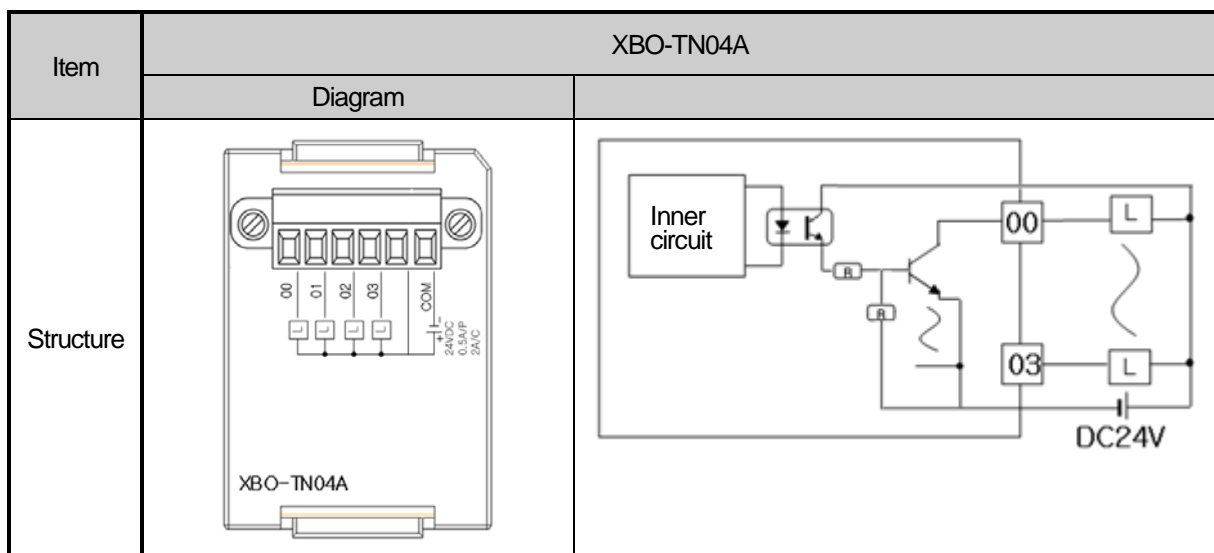 Item
XBO-TN04A
Diagram
Structure
00
01
02
03
COM
L
L
L
L
-
+
24VDC
0.5A/P
2A/C
XBO-TN04A
Inner
circuit
R
R
00
L
03
L
DC24V